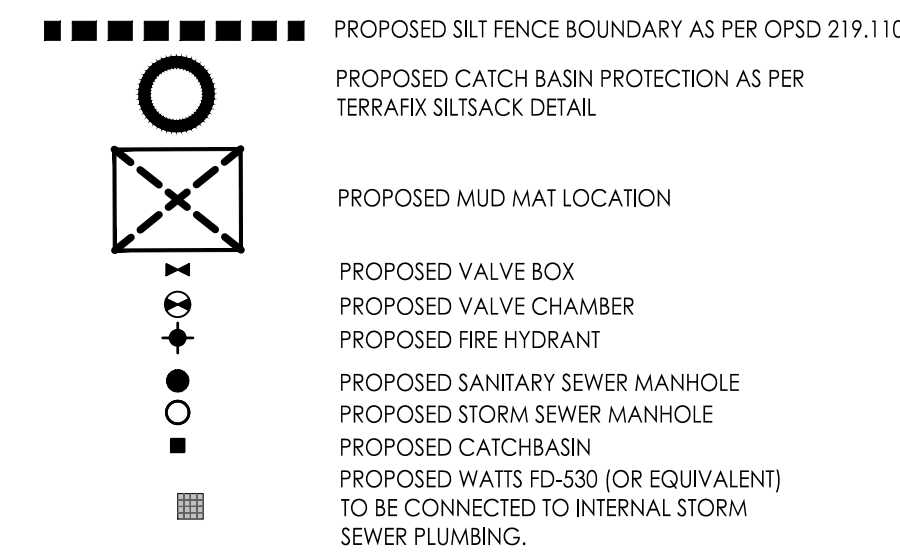 PROPOSED SILT FENCE BOUNDARY AS PER OPSD 219.110
PROPOSED CATCH BASIN PROTECTION AS PER
TERRAFIX SILTSACK DETAIL
PROPOSED MUD MAT LOCATION
PROPOSED VALVE BOX
PROPOSED VALVE CHAMBER
PROPOSED FIRE HYDRANT
PROPOSED SANITARY SEWER MANHOLE
PROPOSED STORM SEWER MANHOLE
PROPOSED CATCHBASIN
PROPOSED WATTS FD-530 (OR EQUIVALENT)
TO BE CONNECTED TO INTERNAL STORM
SEWER PLUMBING.